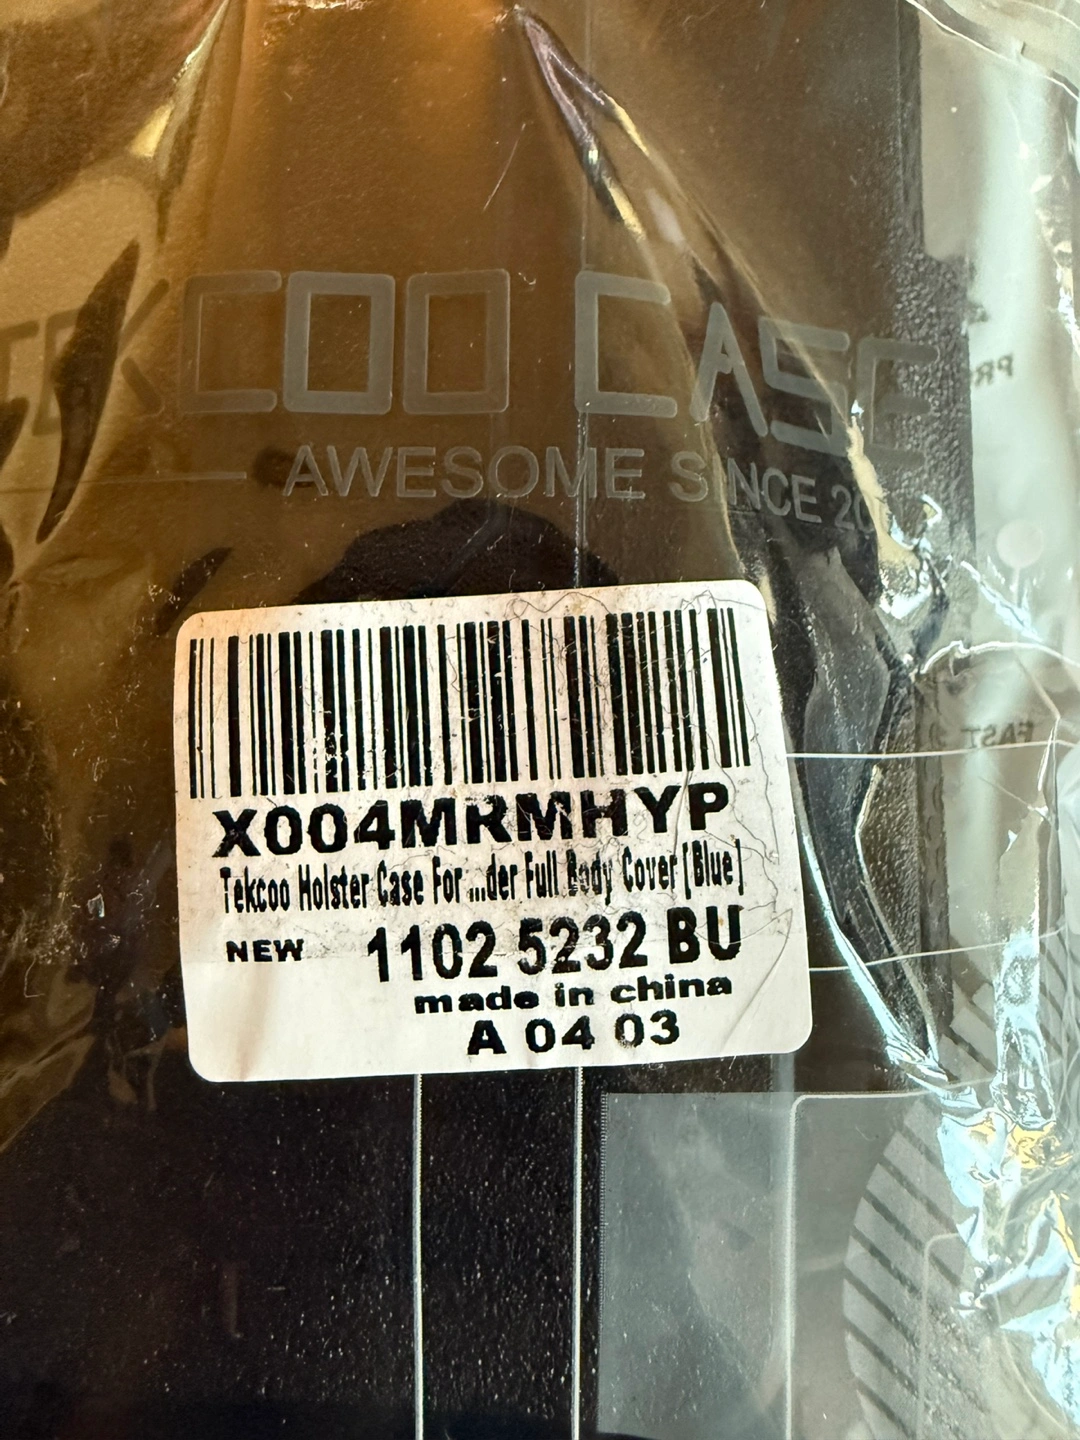 TEKCOO CASE
AWESOME SINCE
X004MRMHYP
Tekcoo Holster Case For ...der Full Body Cover [Blue]
NEW
1102 5232 BU
made in china
A 04 03